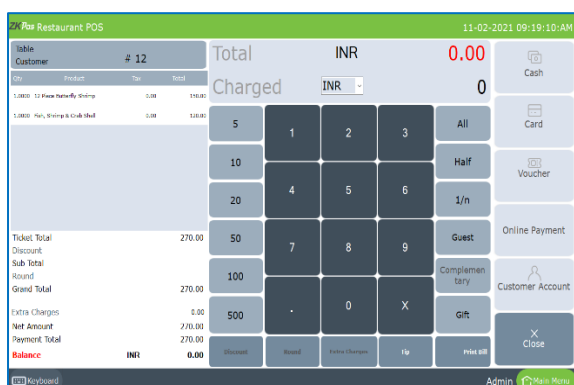 ZKPos Restaurant POS 11-02-2021 09:19:10 AM
Table
Customer # 12
Qty Product Tax Total
1.0000 12 Piece Butterfly Shrimp 0.00 150.00
1.0000 Fish, Shrimp & Crab Shell 0.00 120.00
Ticket Total 270.00
Discount
Sub Total
Round
Grand Total 270.00
Extra Charges 0.00
Net Amount 270.00
Payment Total 270.00
Balance INR 0.00
Total INR 0.00
Charged INR 0
5 1 2 3 All
10 Half
20 4 5 6 1/n
50 7 8 9 Guest
100 Complemen
tary
500 . 0 X Gift
Discount Round Extra Charges Tip Print Bill
Cash
Card
Voucher
Online Payment
Customer Account
X
Close
Keyboard Admin Main Menu